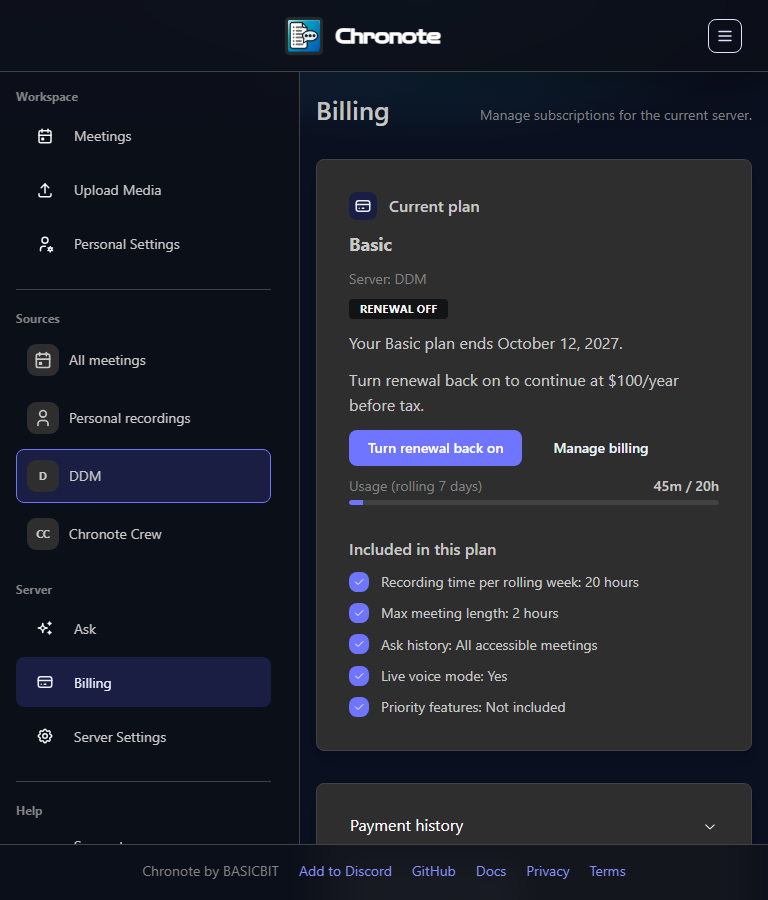 Chronote
Workspace
Meetings
Upload Media
Personal Settings
Sources
All meetings
Personal recordings
D DDM
CC Chronote Crew
Server
Ask
Billing
Server Settings
Help
Billing
Manage subscriptions for the current server.
Current plan
Basic
Server: DDM
RENEWAL OFF
Your Basic plan ends October 12, 2027.
Turn renewal back on to continue at $100/year
before tax.
Turn renewal back on Manage billing
Usage (rolling 7 days) 45m / 20h
Included in this plan
Recording time per rolling week: 20 hours
Max meeting length: 2 hours
Ask history: All accessible meetings
Live voice mode: Yes
Priority features: Not included
Payment history
Chronote by BASICBIT Add to Discord GitHub Docs Privacy Terms